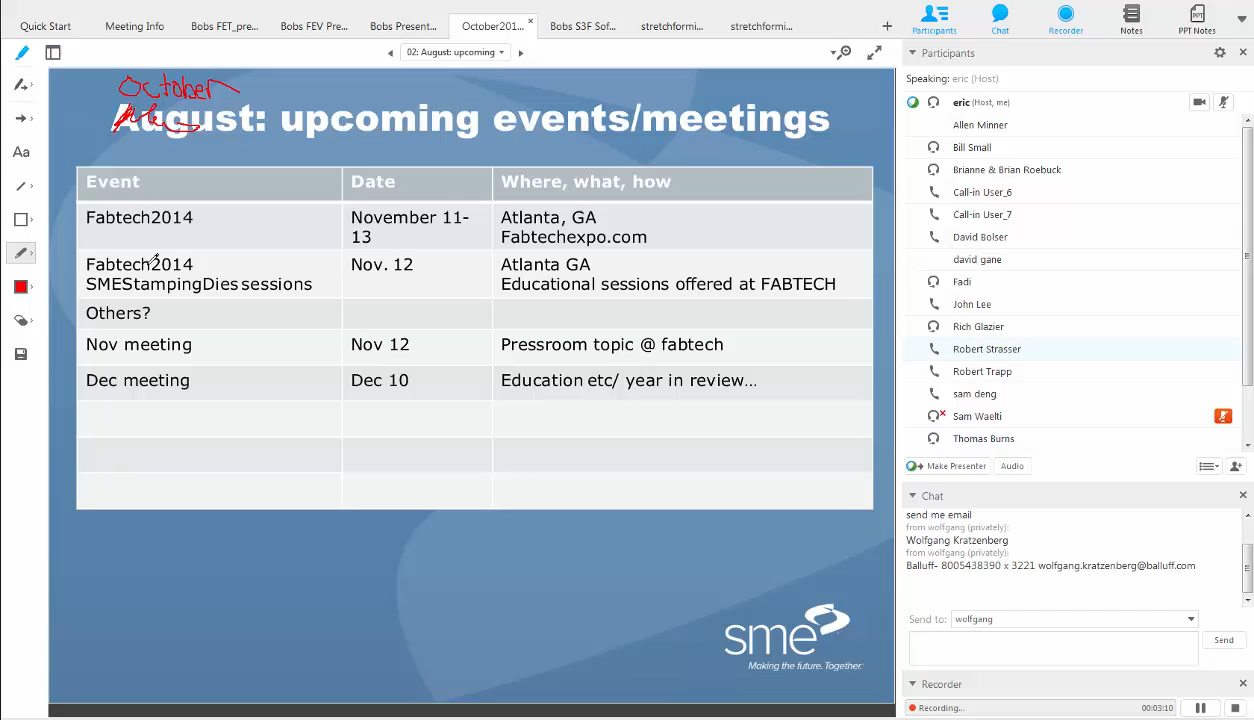 Quick Start
Meeting Info
Bobs FET_pre...
Bobs FEV Pre...
Bobs Present...
October201...
Bobs S3F Sof...
stretchformi...
stretchformi...
Participants
Chat
Recorder
Notes
PPT Notes
02: August: upcoming
Aa
October
August: upcoming events/meetings
Event Date Where, what, how
Fabtech2014 November 11-
13 Atlanta, GA
Fabtechexpo.com
Fabtech2014
SMEStampingDies sessions Nov. 12 Atlanta GA
Educational sessions offered at FABTECH
Others?
Nov meeting Nov 12 Pressroom topic @ fabtech
Dec meeting Dec 10 Education etc/ year in review...
sme
Making the future. Together.
Participants
Speaking: eric (Host)
eric (Host, me)
Allen Minner
Bill Small
Brianne & Brian Roebuck
Call-in User_6
Call-in User_7
David Bolser
david gane
Fadi
John Lee
Rich Glazier
Robert Strasser
Robert Trapp
sam deng
Sam Waelti
Thomas Burns
Make Presenter
Audio
Chat
send me email
from wolfgang (privately):
Wolfgang Kratzenberg
from wolfgang (privately):
Balluff- 8005438390 x 3221 wolfgang.kratzenberg@balluff.com
Send to: wolfgang
Send
Recorder
Recording... 00:03:10